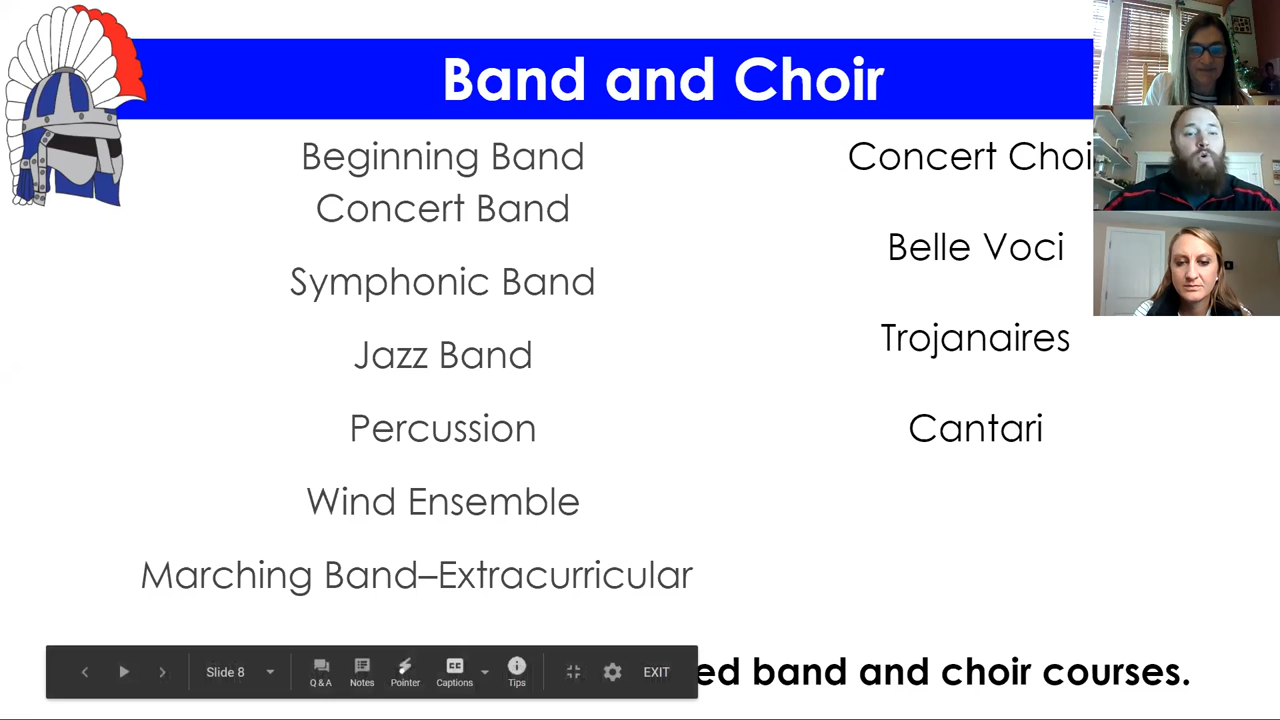 Band and Choir
Beginning Band
Concert Band
Symphonic Band
Jazz Band
Percussion
Wind Ensemble
Marching Band–Extracurricular
Concert Choi
Belle Voci
Trojanaires
Cantari
ed band and choir courses.
Slide 8
Q & A
Notes
Pointer
CC
Captions
Tips
EXIT